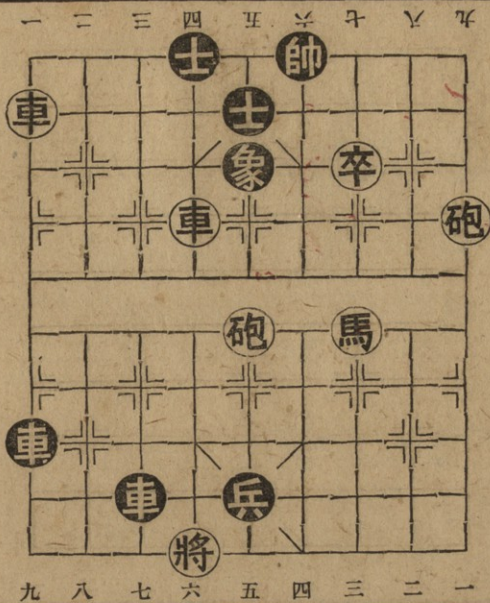 一 二 三 四 五 六 七 八 九
士 帥
車 士
象 卒
車 砲
砲 馬
車
車 兵
將
九 八 七 六 五 四 三 二 一